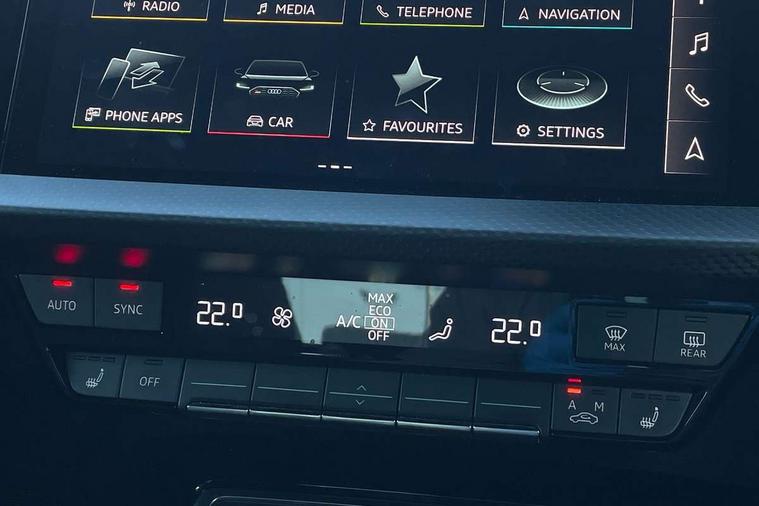 RADIO
MEDIA
TELEPHONE
NAVIGATION
PHONE APPS
CAR
FAVOURITES
SETTINGS
AUTO
SYNC
22.0
MAX
ECO
A/C ON
OFF
22.0
MAX
REAR
OFF
A M